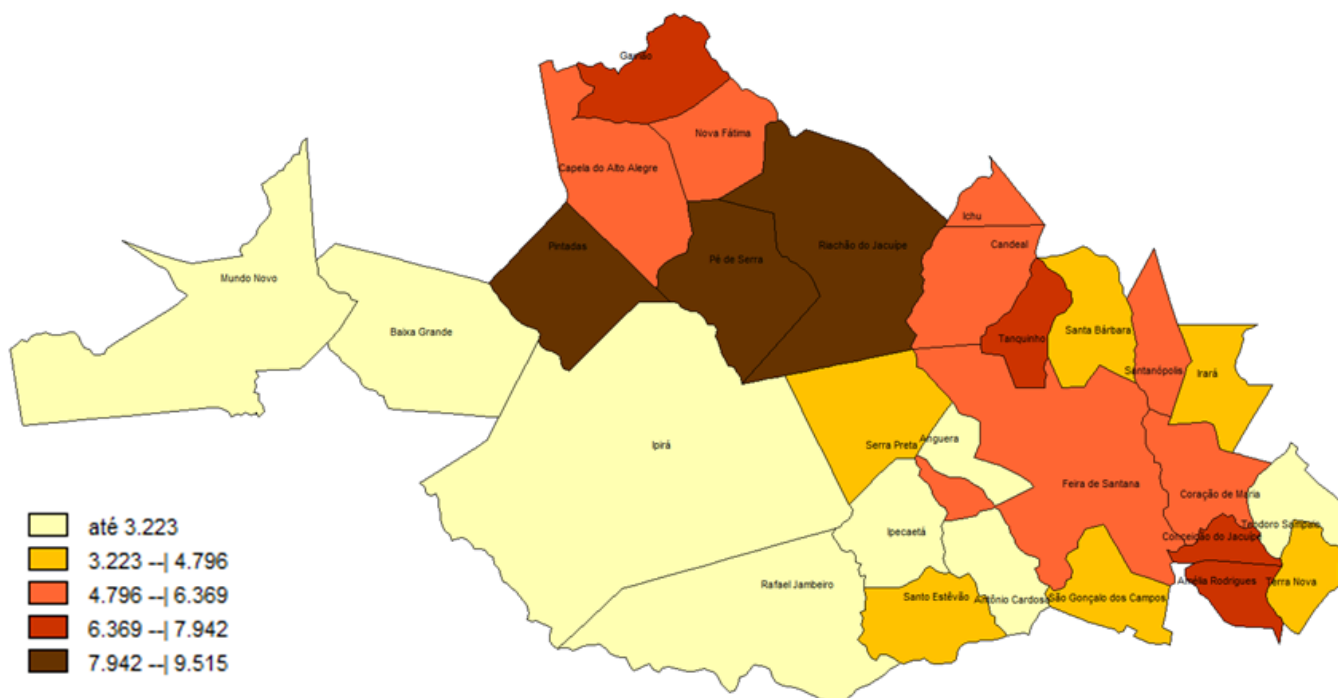 Gavião
Nova Fátima
Capela do Alto Alegre
Ichu
Pintadas
Riachão do Jacuípe
Candeal
Pé de Serra
Mundo Novo
Baixa Grande
Santa Bárbara
Tanquinho
Santanópolis
Irará
Ipirá
Serra Preta
Anguera
Feira de Santana
Coração de Maria
Teodoro Sampaio
Ipecaetá
Conceição do Jacuípe
Rafael Jambeiro
Amélia Rodrigues
Terra Nova
Santo Estêvão
Antônio Cardoso
São Gonçalo dos Campos
até 3.223
3.223 --| 4.796
4.796 --| 6.369
6.369 --| 7.942
7.942 --| 9.515